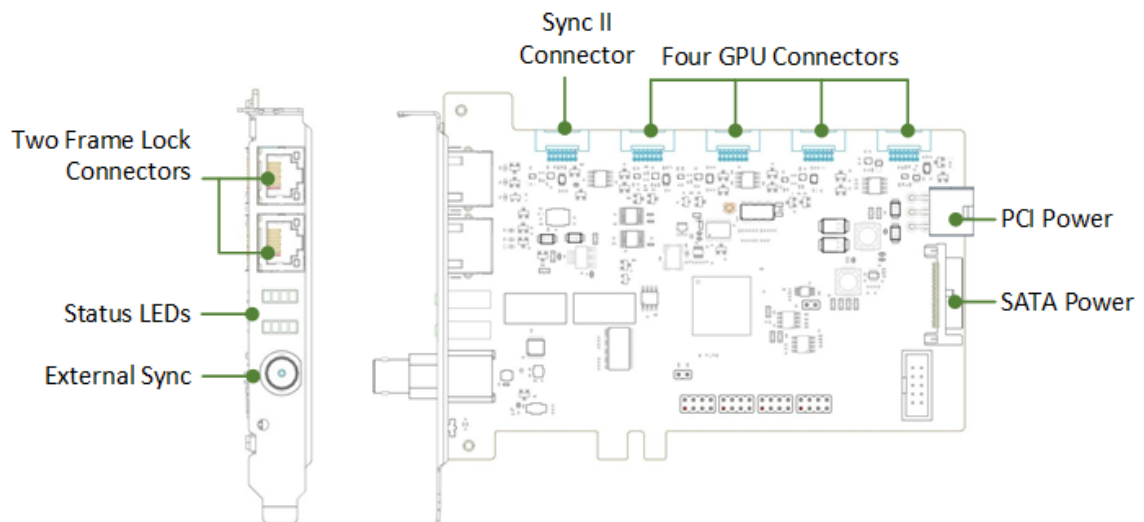 Sync II
Connector
Four GPU Connectors
Two Frame Lock
Connectors
PCI Power
Status LEDs
SATA Power
External Sync